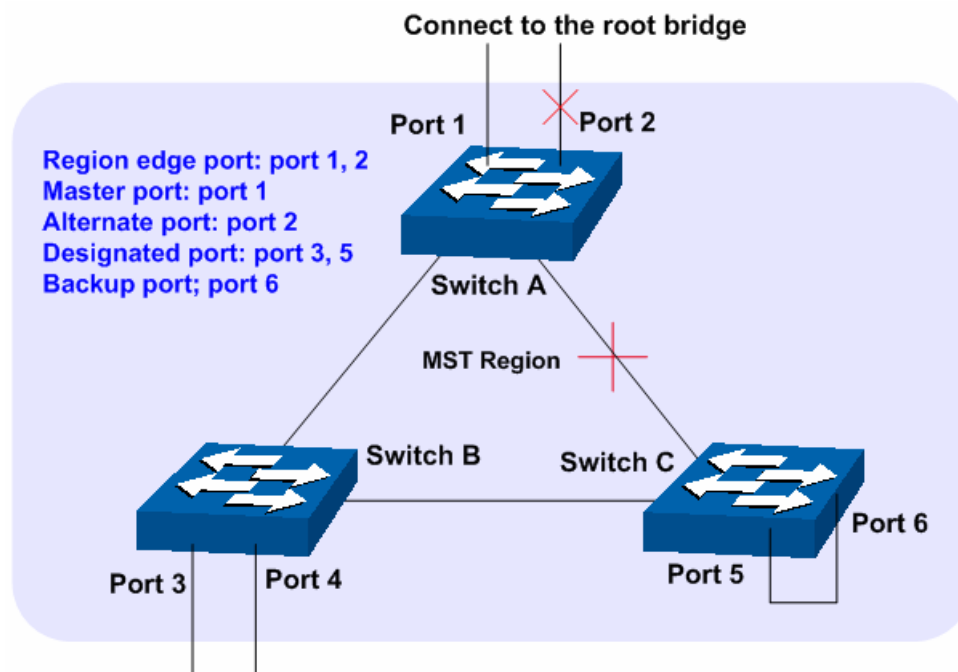 Connect to the root bridge
Port 1
Port 2
Region edge port: port 1, 2
Master port: port 1
Alternate port: port 2
Designated port: port 3, 5
Backup port; port 6
Switch A
MST Region
Switch B
Switch C
Port 6
Port 5
Port 3
Port 4